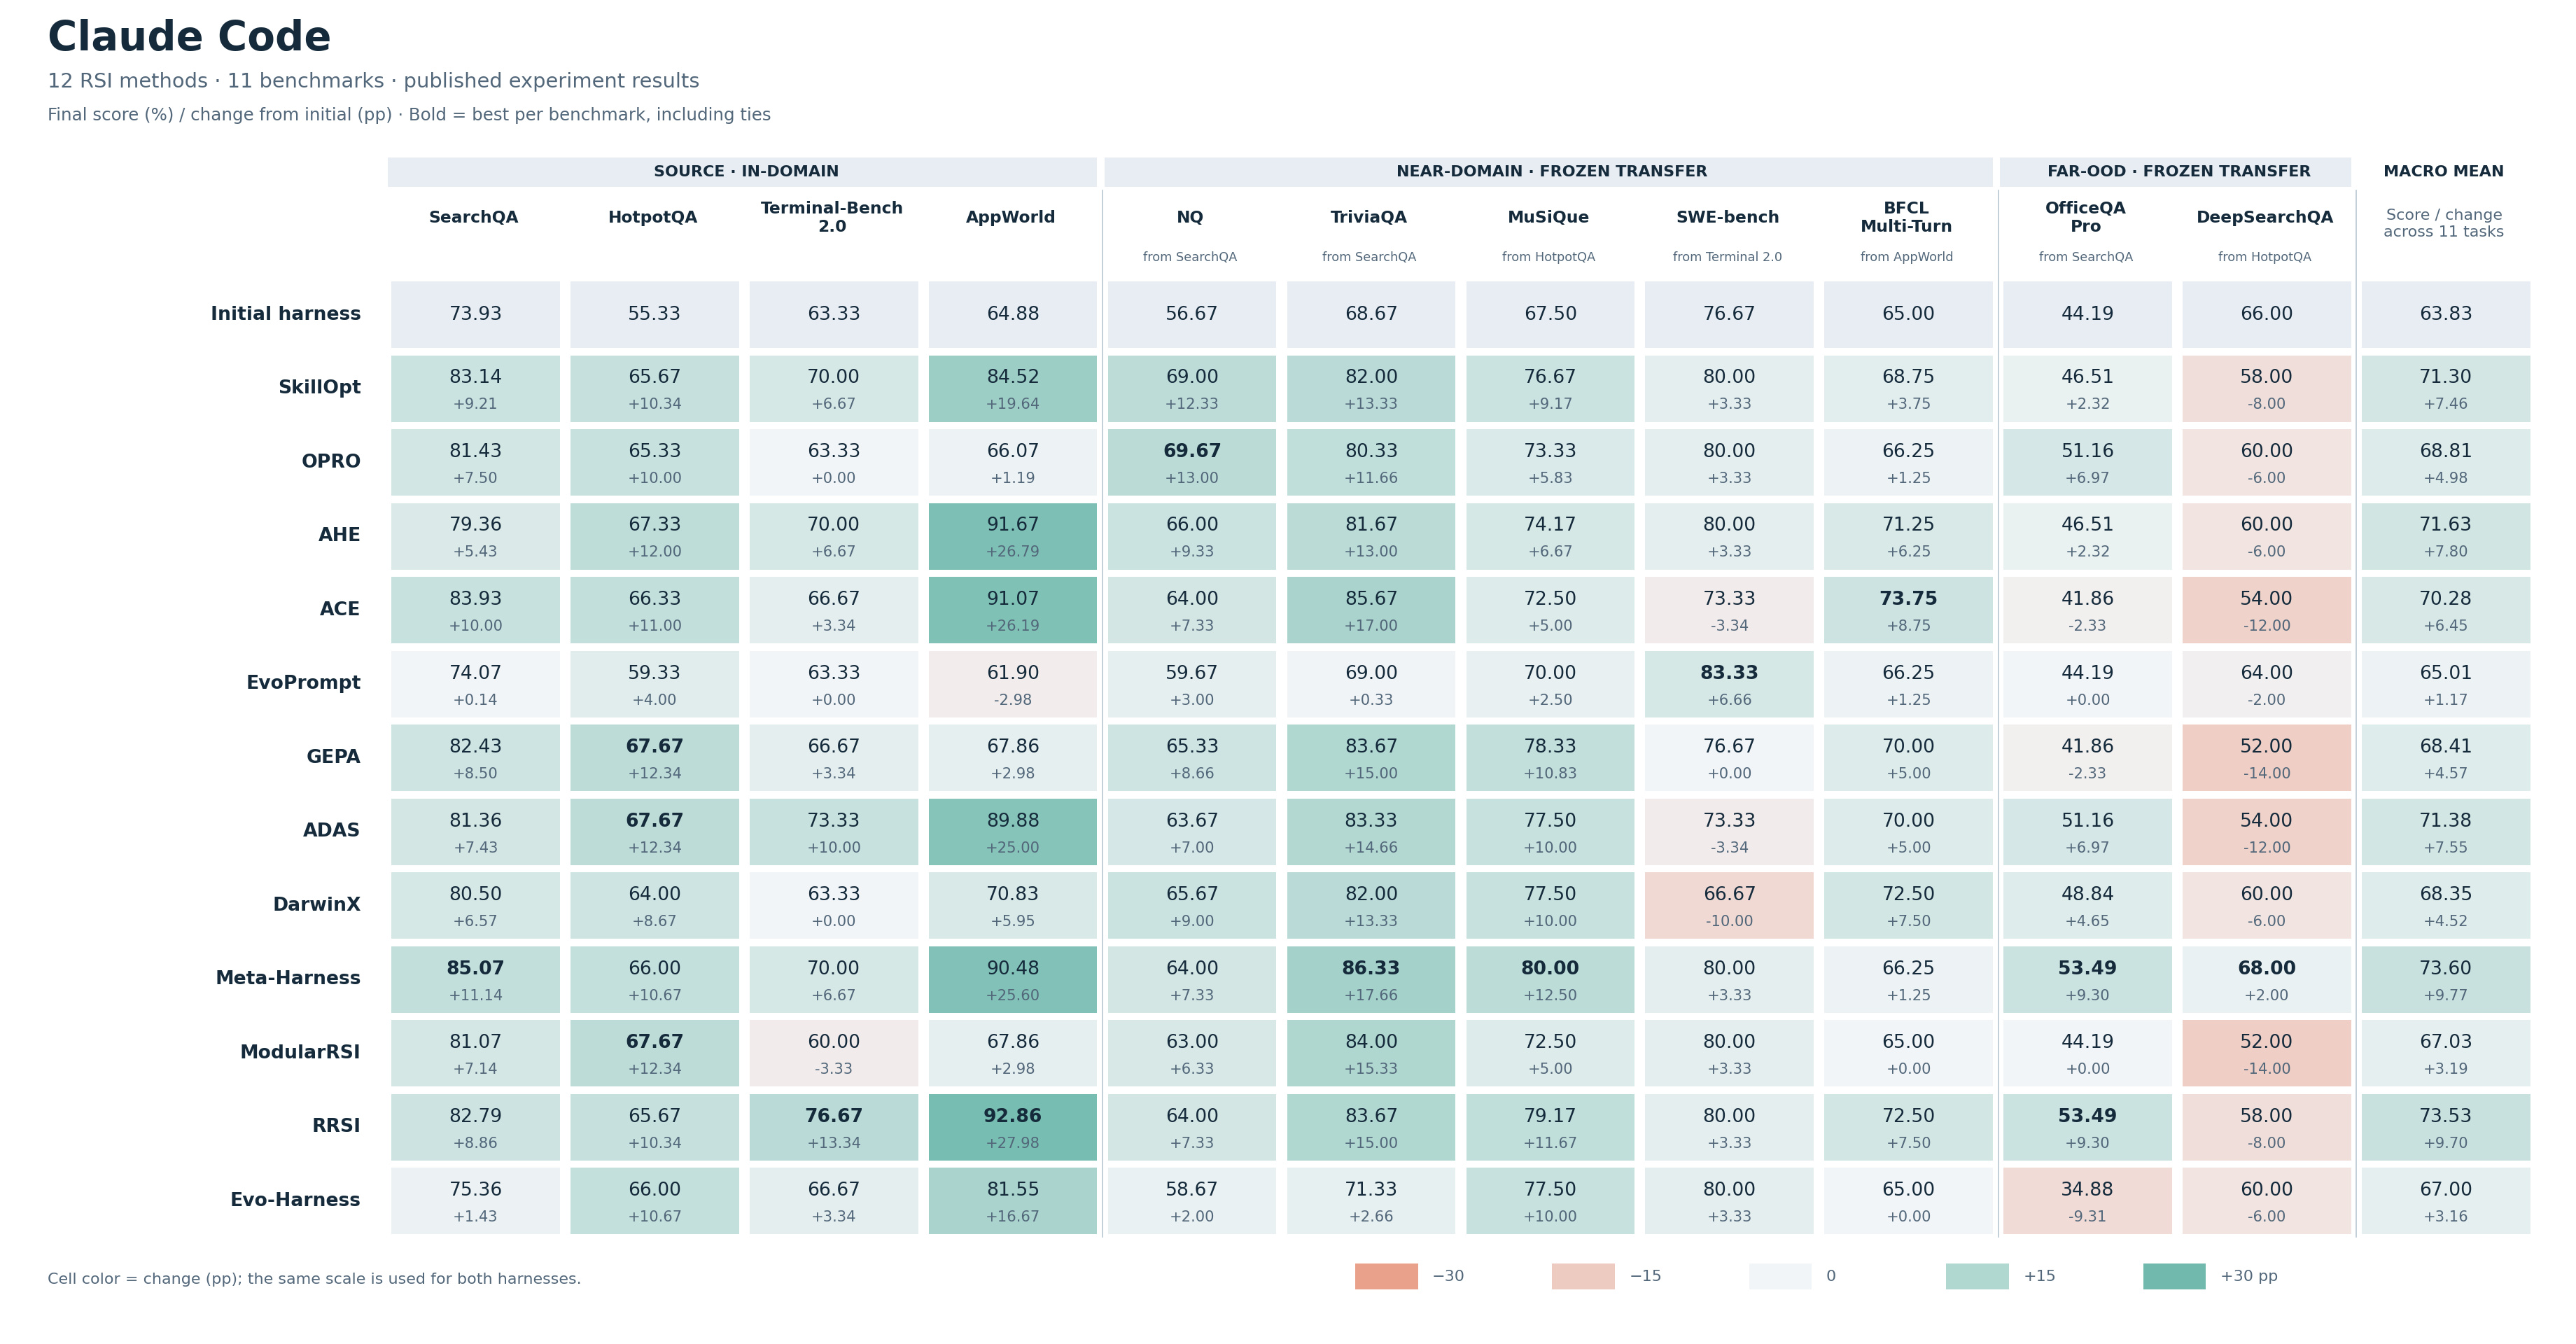 Claude Code
12 RSI methods · 11 benchmarks · published experiment results
Final score (%) / change from initial (pp) · Bold = best per benchmark, including ties
SOURCE · IN-DOMAIN NEAR-DOMAIN · FROZEN TRANSFER FAR-OOD · FROZEN TRANSFER MACRO MEAN
SearchQA HotpotQA Terminal-Bench 2.0 AppWorld NQ TriviaQA MuSiQue SWE-bench BFCL Multi-Turn OfficeQA Pro DeepSearchQA Score / change across 11 tasks
from SearchQA from SearchQA from HotpotQA from Terminal 2.0 from AppWorld from SearchQA from HotpotQA
Initial harness 73.93 55.33 63.33 64.88 56.67 68.67 67.50 76.67 65.00 44.19 66.00 63.83
SkillOpt 83.14 65.67 70.00 84.52 69.00 82.00 76.67 80.00 68.75 46.51 58.00 71.30
+9.21 +10.34 +6.67 +19.64 +12.33 +13.33 +9.17 +3.33 +3.75 +2.32 -8.00 +7.46
OPRO 81.43 65.33 63.33 66.07 69.67 80.33 73.33 80.00 66.25 51.16 60.00 68.81
+7.50 +10.00 +0.00 +1.19 +13.00 +11.66 +5.83 +3.33 +1.25 +6.97 -6.00 +4.98
AHE 79.36 67.33 70.00 91.67 66.00 81.67 74.17 80.00 71.25 46.51 60.00 71.63
+5.43 +12.00 +6.67 +26.79 +9.33 +13.00 +6.67 +3.33 +6.25 +2.32 -6.00 +7.80
ACE 83.93 66.33 66.67 91.07 64.00 85.67 72.50 73.33 73.75 41.86 54.00 70.28
+10.00 +11.00 +3.34 +26.19 +7.33 +17.00 +5.00 -3.34 +8.75 -2.33 -12.00 +6.45
EvoPrompt 74.07 59.33 63.33 61.90 59.67 69.00 70.00 83.33 66.25 44.19 64.00 65.01
+0.14 +4.00 +0.00 -2.98 +3.00 +0.33 +2.50 +6.66 +1.25 +0.00 -2.00 +1.17
GEPA 82.43 67.67 66.67 67.86 65.33 83.67 78.33 76.67 70.00 41.86 52.00 68.41
+8.50 +12.34 +3.34 +2.98 +8.66 +15.00 +10.83 +0.00 +5.00 -2.33 -14.00 +4.57
ADAS 81.36 67.67 73.33 89.88 63.67 83.33 77.50 73.33 70.00 51.16 54.00 71.38
+7.43 +12.34 +10.00 +25.00 +7.00 +14.66 +10.00 -3.34 +5.00 +6.97 -12.00 +7.55
DarwinX 80.50 64.00 63.33 70.83 65.67 82.00 77.50 66.67 72.50 48.84 60.00 68.35
+6.57 +8.67 +0.00 +5.95 +9.00 +13.33 +10.00 -10.00 +7.50 +4.65 -6.00 +4.52
Meta-Harness 85.07 66.00 70.00 90.48 64.00 86.33 80.00 80.00 66.25 53.49 68.00 73.60
+11.14 +10.67 +6.67 +25.60 +7.33 +17.66 +12.50 +3.33 +1.25 +9.30 +2.00 +9.77
ModularRSI 81.07 67.67 60.00 67.86 63.00 84.00 72.50 80.00 65.00 44.19 52.00 67.03
+7.14 +12.34 -3.33 +2.98 +6.33 +15.33 +5.00 +3.33 +0.00 +0.00 -14.00 +3.19
RRSI 82.79 65.67 76.67 92.86 64.00 83.67 79.17 80.00 72.50 53.49 58.00 73.53
+8.86 +10.34 +13.34 +27.98 +7.33 +15.00 +11.67 +3.33 +7.50 +9.30 -8.00 +9.70
Evo-Harness 75.36 66.00 66.67 81.55 58.67 71.33 77.50 80.00 65.00 34.88 60.00 67.00
+1.43 +10.67 +3.34 +16.67 +2.00 +2.66 +10.00 +3.33 +0.00 -9.31 -6.00 +3.16
Cell color = change (pp); the same scale is used for both harnesses. −30 −15 0 +15 +30 pp